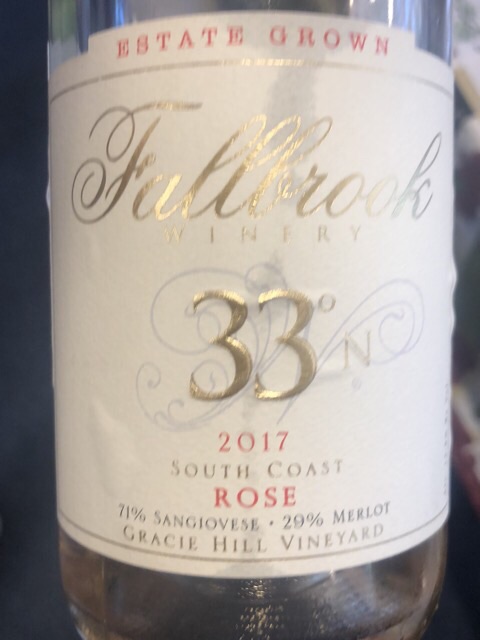 ESTATE GROWN
Fallbrook
WINERY
33° N
2017
SOUTH COAST
ROSE
71% SANGIOVESE • 29% MERLOT
GRACIE HILL VINEYARD